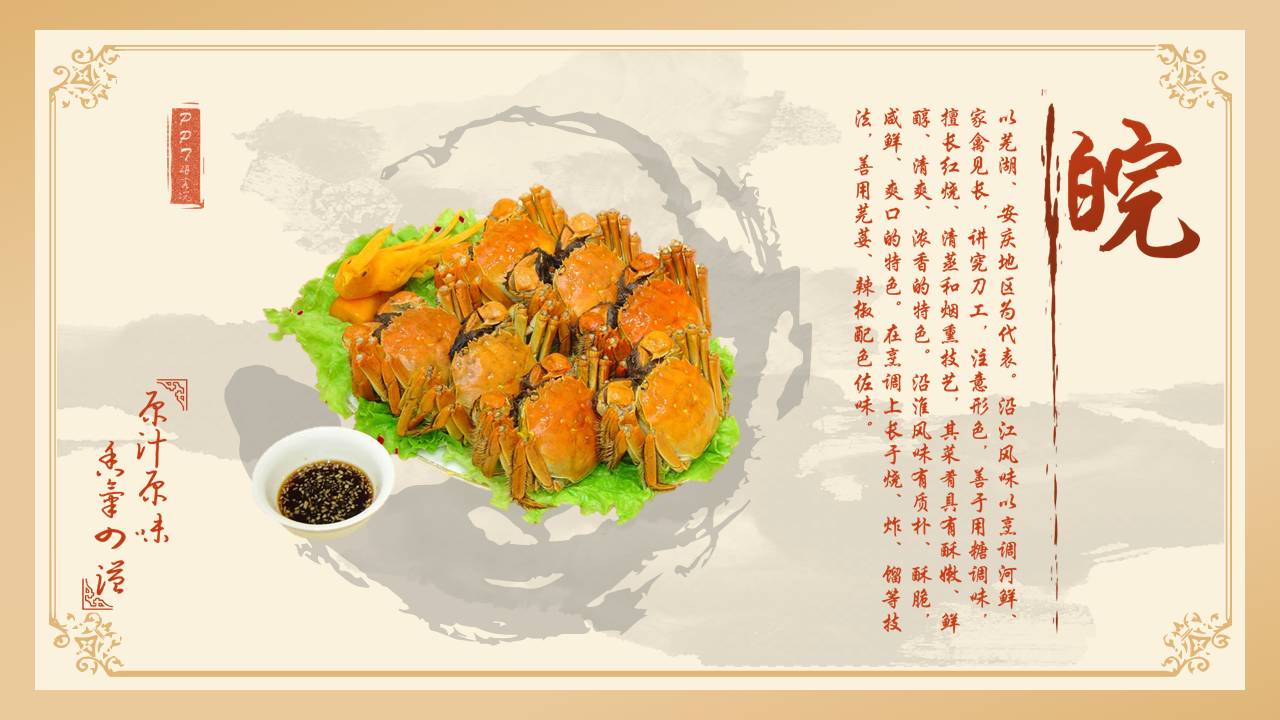 皖
以芜湖、安庆地区为代表。沿江风味以烹调河鲜、
家禽见长，讲究刀工，注意形色，善于用糖调味，
擅长红烧、清蒸和烟熏技艺，其菜肴具有酥嫩、鲜
醇、清爽、浓香的特色。沿淮风味有质朴、酥脆，
咸鲜、爽口的特色。在烹调上长于烧、炸、馏等技
法，善用芫荽、辣椒配色佐味。
PPT
原汁原味
香氣四溢